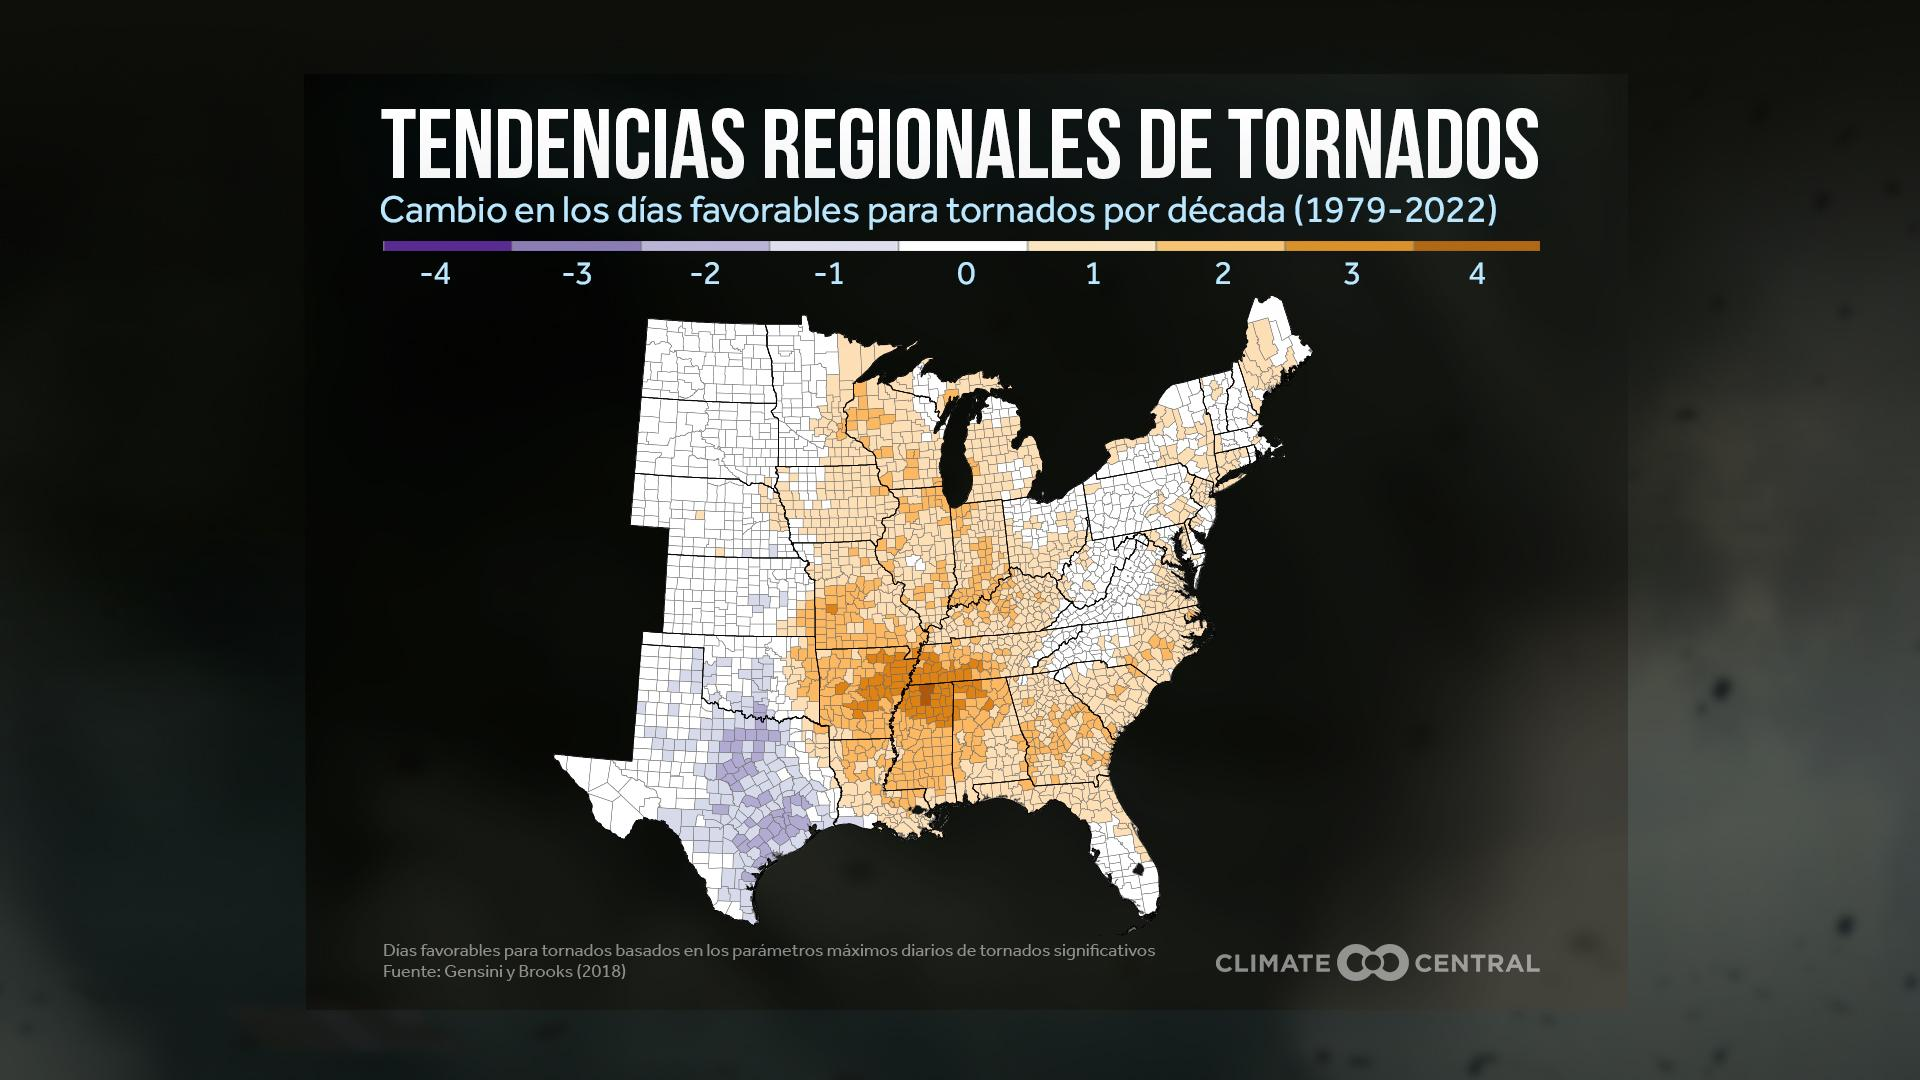 TENDENCIAS REGIONALES DE TORNADOS
Cambio en los días favorables para tornados por década (1979-2022)
-4 -3 -2 -1 0 1 2 3 4
Días favorables para tornados basados en los parámetros máximos diarios de tornados significativos
Fuente: Gensini y Brooks (2018)
CLIMATE CENTRAL